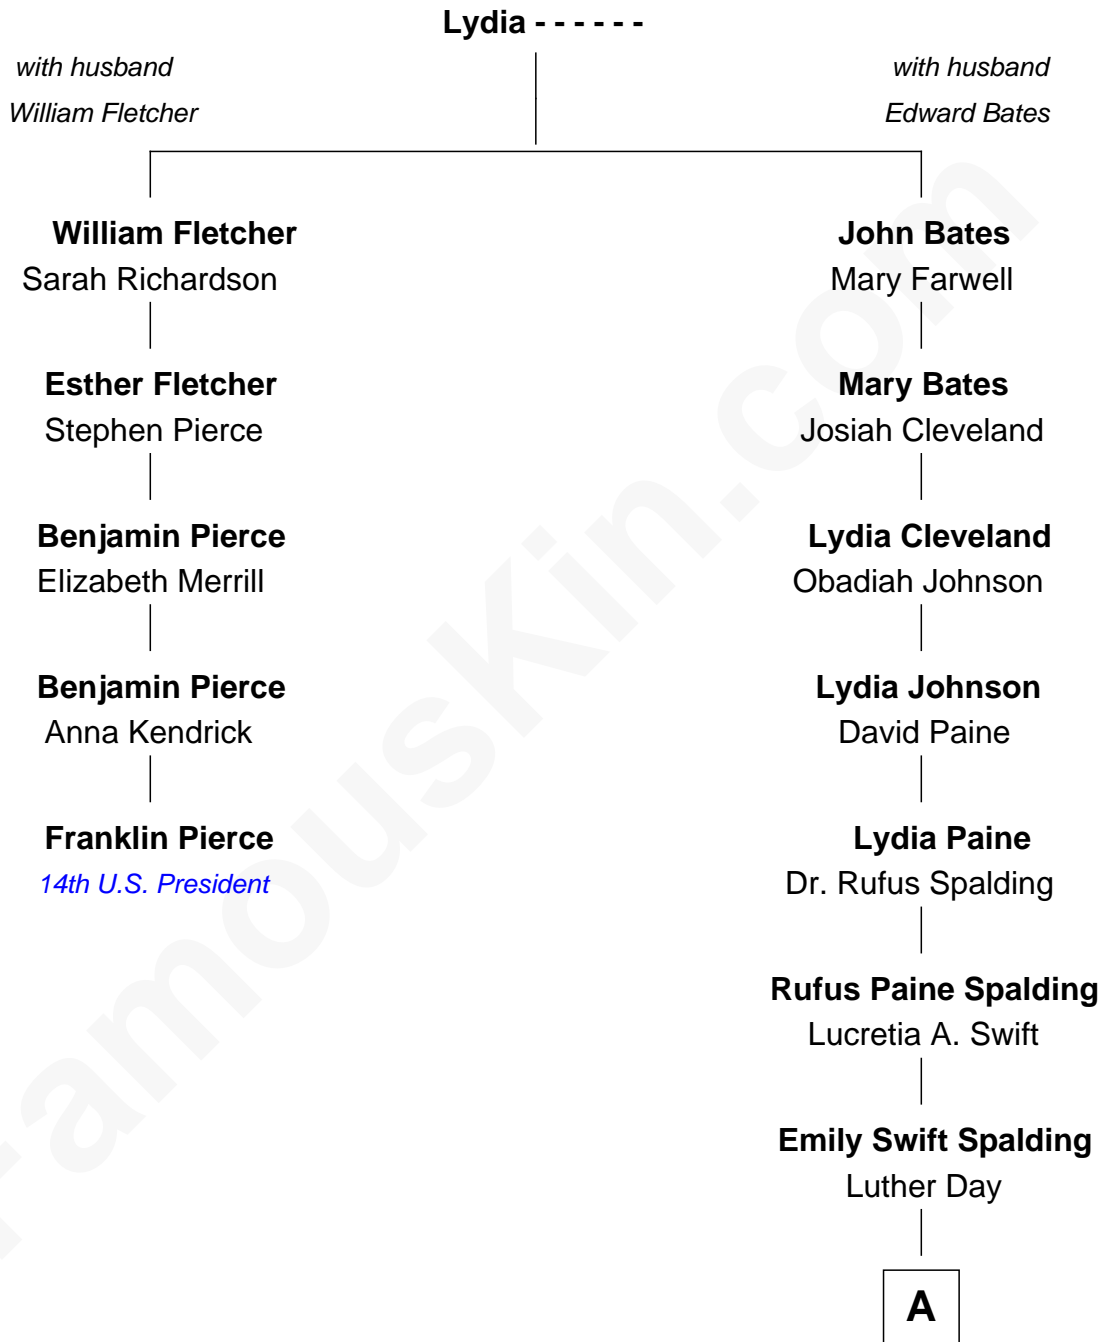 Lydia - - - - - -
with husband
William Fletcher
with husband
Edward Bates
William Fletcher
Sarah Richardson
John Bates
Mary Farwell
Esther Fletcher
Stephen Pierce
Mary Bates
Josiah Cleveland
Benjamin Pierce
Elizabeth Merrill
Lydia Cleveland
Obadiah Johnson
Benjamin Pierce
Anna Kendrick
Lydia Johnson
David Paine
Franklin Pierce
14th U.S. President
Lydia Paine
Dr. Rufus Spalding
Rufus Paine Spalding
Lucretia A. Swift
Emily Swift Spalding
Luther Day
A
FamousKin.com